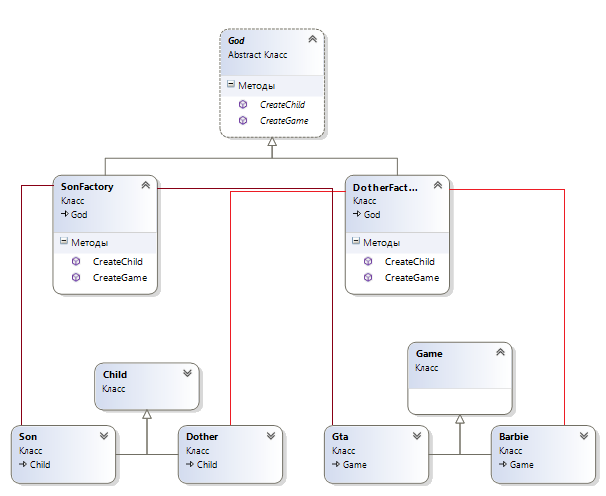 God
Abstract Класс
Методы
CreateChild
CreateGame
SonFactory
Класс
God
Методы
CreateChild
CreateGame
DotherFact...
Класс
God
Методы
CreateChild
CreateGame
Child
Класс
Game
Класс
Son
Класс
Child
Dother
Класс
Child
Gta
Класс
Game
Barbie
Класс
Game